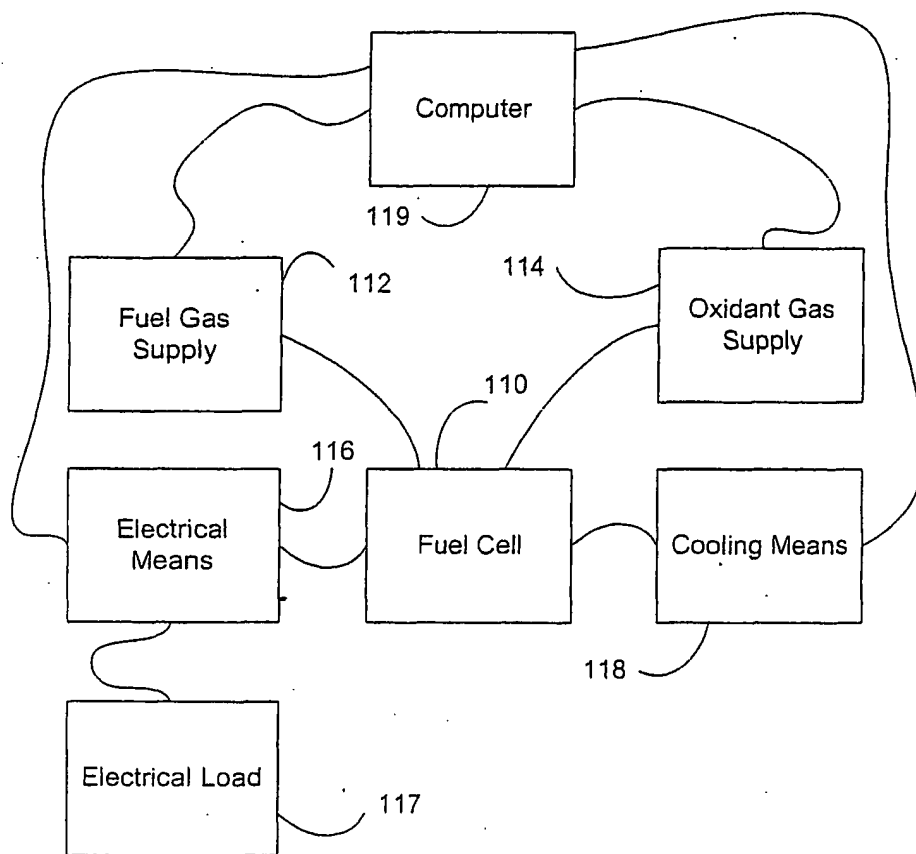 Computer
119
112
114
Fuel Gas
Supply
Oxidant Gas
Supply
110
116
Electrical
Means
Fuel Cell
Cooling Means
118
Electrical Load
117